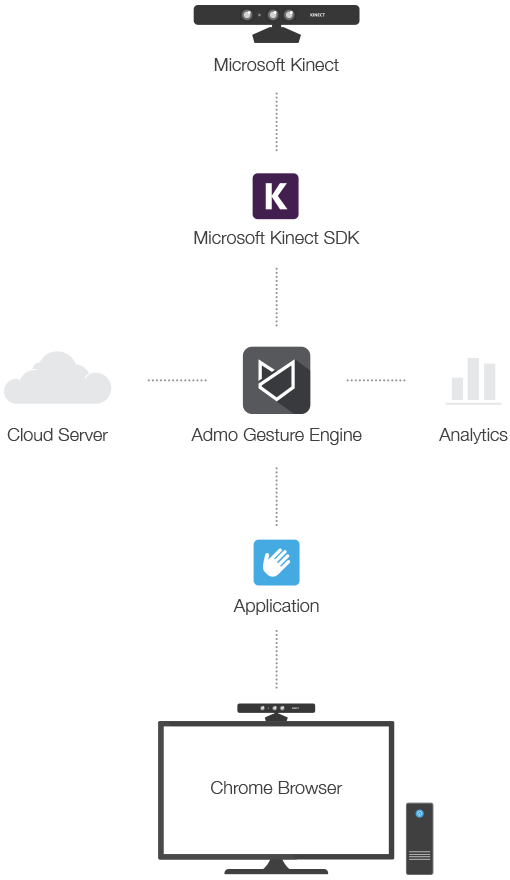 KINECT
Microsoft Kinect
K
Microsoft Kinect SDK
Cloud Server
Admo Gesture Engine
Analytics
Application
KINECT
Chrome Browser